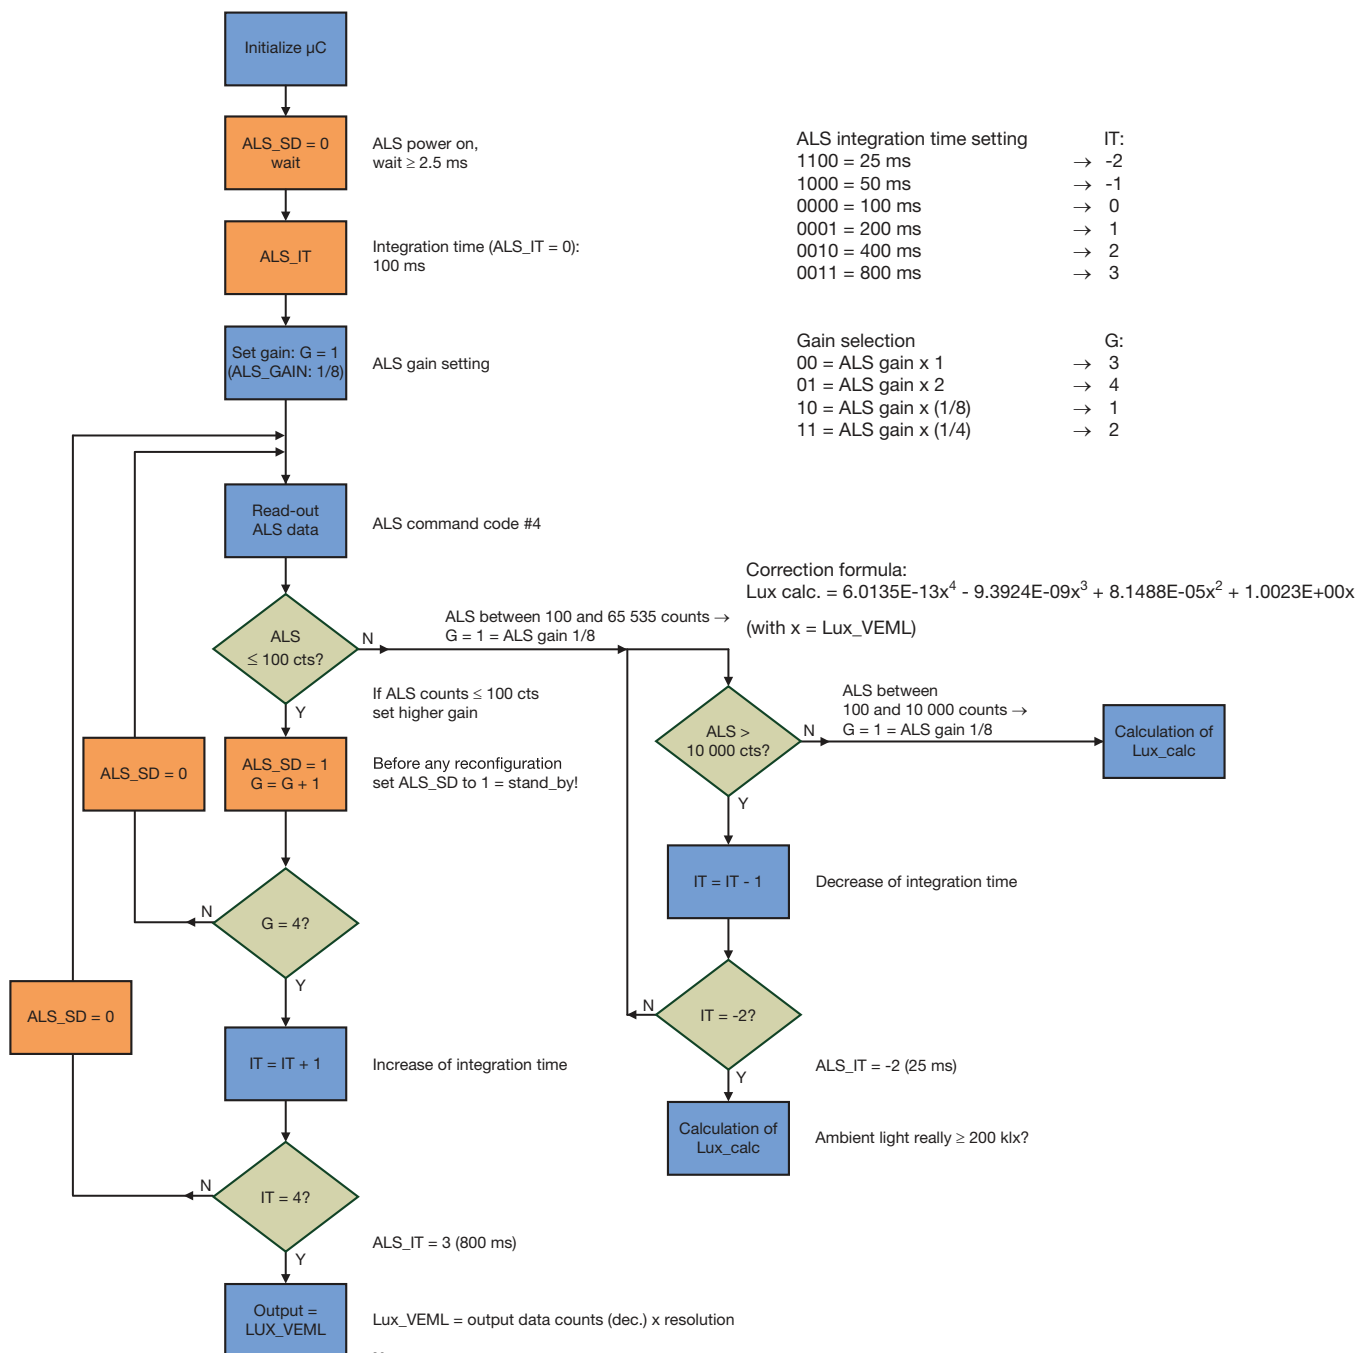 Initialize µC
ALS_SD = 0
wait
ALS power on,
wait ≥ 2.5 ms
ALS_IT
Integration time (ALS_IT = 0):
100 ms
Set gain: G = 1
(ALS_GAIN: 1/8)
ALS gain setting
ALS integration time setting IT:
1100 = 25 ms → -2
1000 = 50 ms → -1
0000 = 100 ms → 0
0001 = 200 ms → 1
0010 = 400 ms → 2
0011 = 800 ms → 3
Gain selection G:
00 = ALS gain x 1 → 3
01 = ALS gain x 2 → 4
10 = ALS gain x (1/8) → 1
11 = ALS gain x (1/4) → 2
Read-out
ALS data
ALS command code #4
Correction formula:
Lux calc. = 6.0135E-13x⁴ - 9.3924E-09x³ + 8.1488E-05x² + 1.0023E+00x
(with x = Lux_VEML)
ALS
≤ 100 cts?
N
ALS between 100 and 65 535 counts →
G = 1 = ALS gain 1/8
Y
If ALS counts ≤ 100 cts
set higher gain
ALS >
10 000 cts?
N
ALS between
100 and 10 000 counts →
G = 1 = ALS gain 1/8
Calculation of
Lux_calc
Y
ALS_SD = 0
ALS_SD = 1
G = G + 1
Before any reconfiguration
set ALS_SD to 1 = stand_by!
IT = IT - 1
Decrease of integration time
N
G = 4?
Y
ALS_SD = 0
N
IT = -2?
Y
ALS_IT = -2 (25 ms)
IT = IT + 1
Increase of integration time
Calculation of
Lux_calc
Ambient light really ≥ 200 klx?
N
IT = 4?
Y
ALS_IT = 3 (800 ms)
Output =
LUX_VEML
Lux_VEML = output data counts (dec.) x resolution